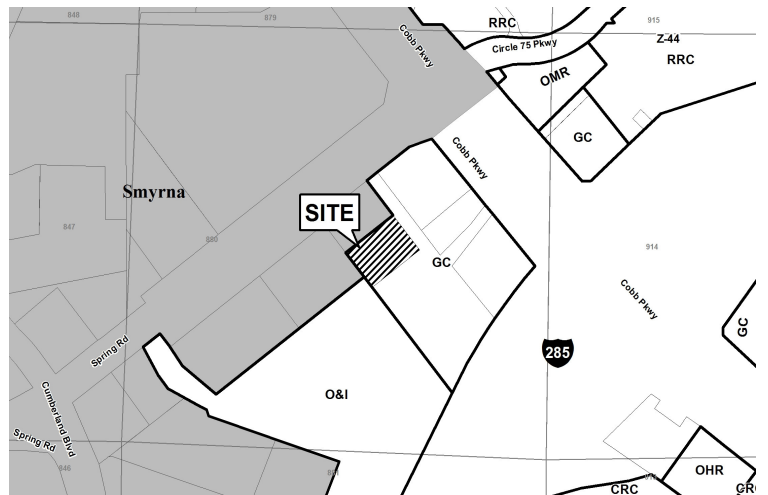 848
879
Cobb Pkwy
RRC
915
Circle 75 Pkwy
Z-44
RRC
OMR
GC
Cobb Pkwy
Smyrna
SITE
847
880
914
GC
Cobb Pkwy
GC
285
Spring Rd
O&I
Cumberland Blvd
Spring Rd
946
OHR
CRC